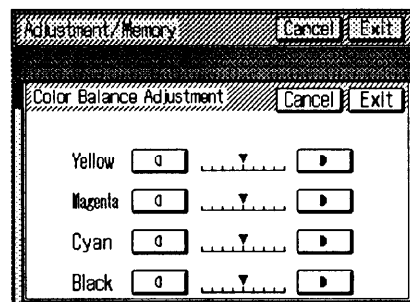 Adjustment/Memory Cancel Exit
Color Balance Adjustment Cancel Exit
Yellow
Magenta
Cyan
Black